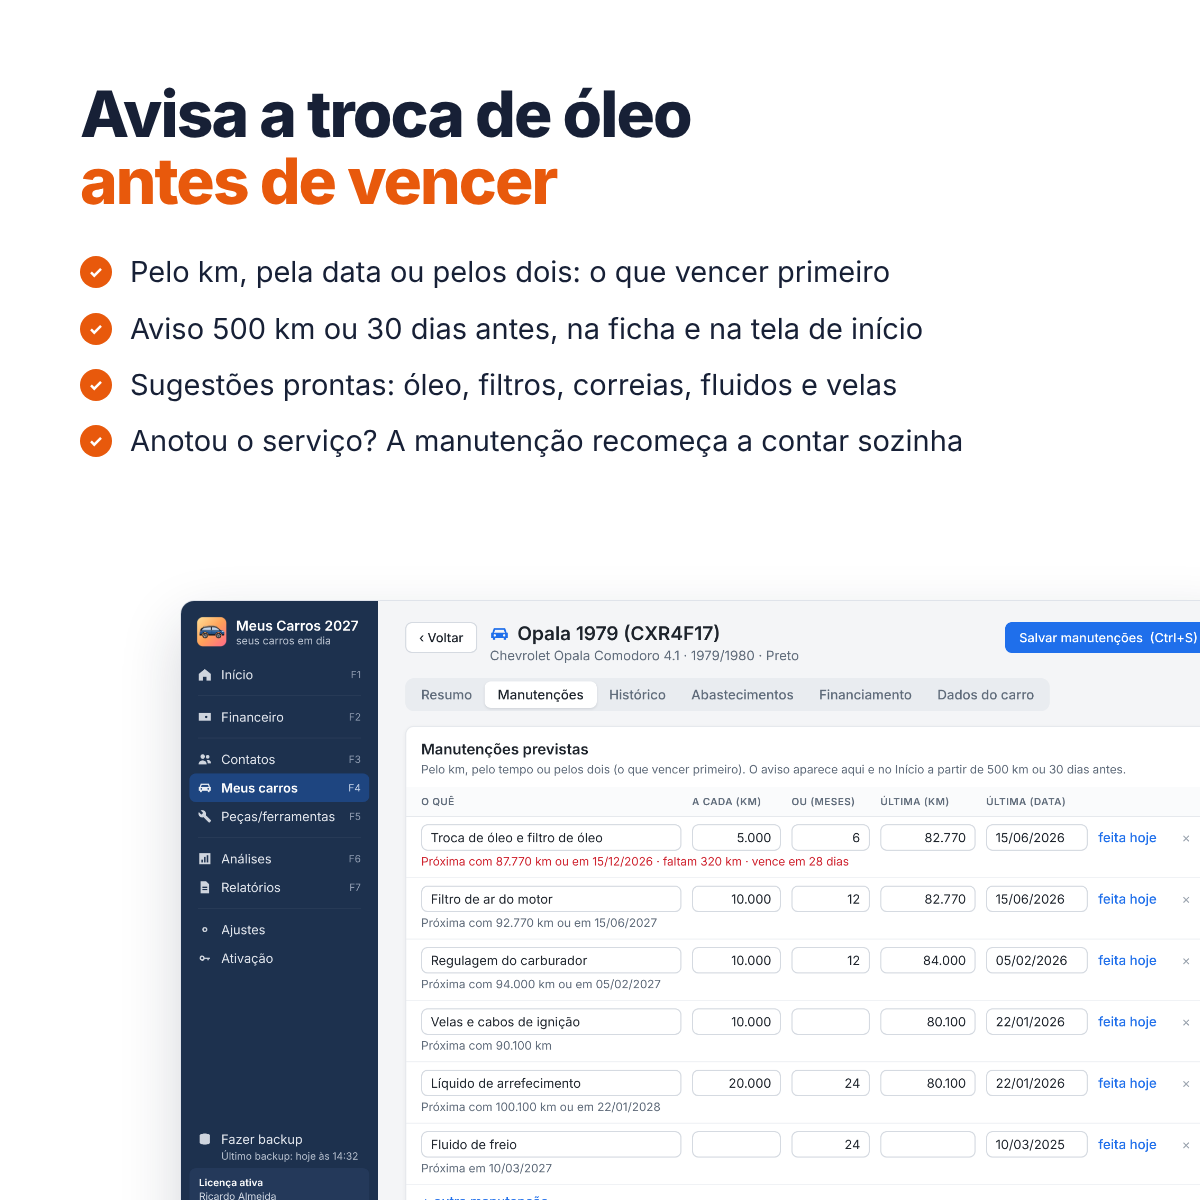 Avisa a troca de óleo
antes de vencer
Pelo km, pela data ou pelos dois: o que vencer primeiro
Aviso 500 km ou 30 dias antes, na ficha e na tela de início
Sugestões prontas: óleo, filtros, correias, fluidos e velas
Anotou o serviço? A manutenção recomeça a contar sozinha
Meus Carros 2027
seus carros em dia
Início F1
Financeiro F2
Contatos F3
Meus carros F4
Peças/ferramentas F5
Análises F6
Relatórios F7
Ajustes
Ativação
Fazer backup
Último backup: hoje às 14:32
Licença ativa
Ricardo Almeida
‹ Voltar
Opala 1979 (CXR4F17)
Chevrolet Opala Comodoro 4.1 · 1979/1980 · Preto
Salvar manutenções (Ctrl+S)
Resumo Manutenções Histórico Abastecimentos Financiamento Dados do carro
Manutenções previstas
Pelo km, pelo tempo ou pelos dois (o que vencer primeiro). O aviso aparece aqui e no Início a partir de 500 km ou 30 dias antes.
O QUÊ A CADA (KM) OU (MESES) ÚLTIMA (KM) ÚLTIMA (DATA)
Troca de óleo e filtro de óleo 5.000 6 82.770 15/06/2026 feita hoje ×
Próxima com 87.770 km ou em 15/12/2026 · faltam 320 km · vence em 28 dias
Filtro de ar do motor 10.000 12 82.770 15/06/2026 feita hoje ×
Próxima com 92.770 km ou em 15/06/2027
Regulagem do carburador 10.000 12 84.000 05/02/2026 feita hoje ×
Próxima com 94.000 km ou em 05/02/2027
Velas e cabos de ignição 10.000 80.100 22/01/2026 feita hoje ×
Próxima com 90.100 km
Líquido de arrefecimento 20.000 24 80.100 22/01/2026 feita hoje ×
Próxima com 100.100 km ou em 22/01/2028
Fluido de freio 24 10/03/2025 feita hoje ×
Próxima em 10/03/2027
+ outra manutenção